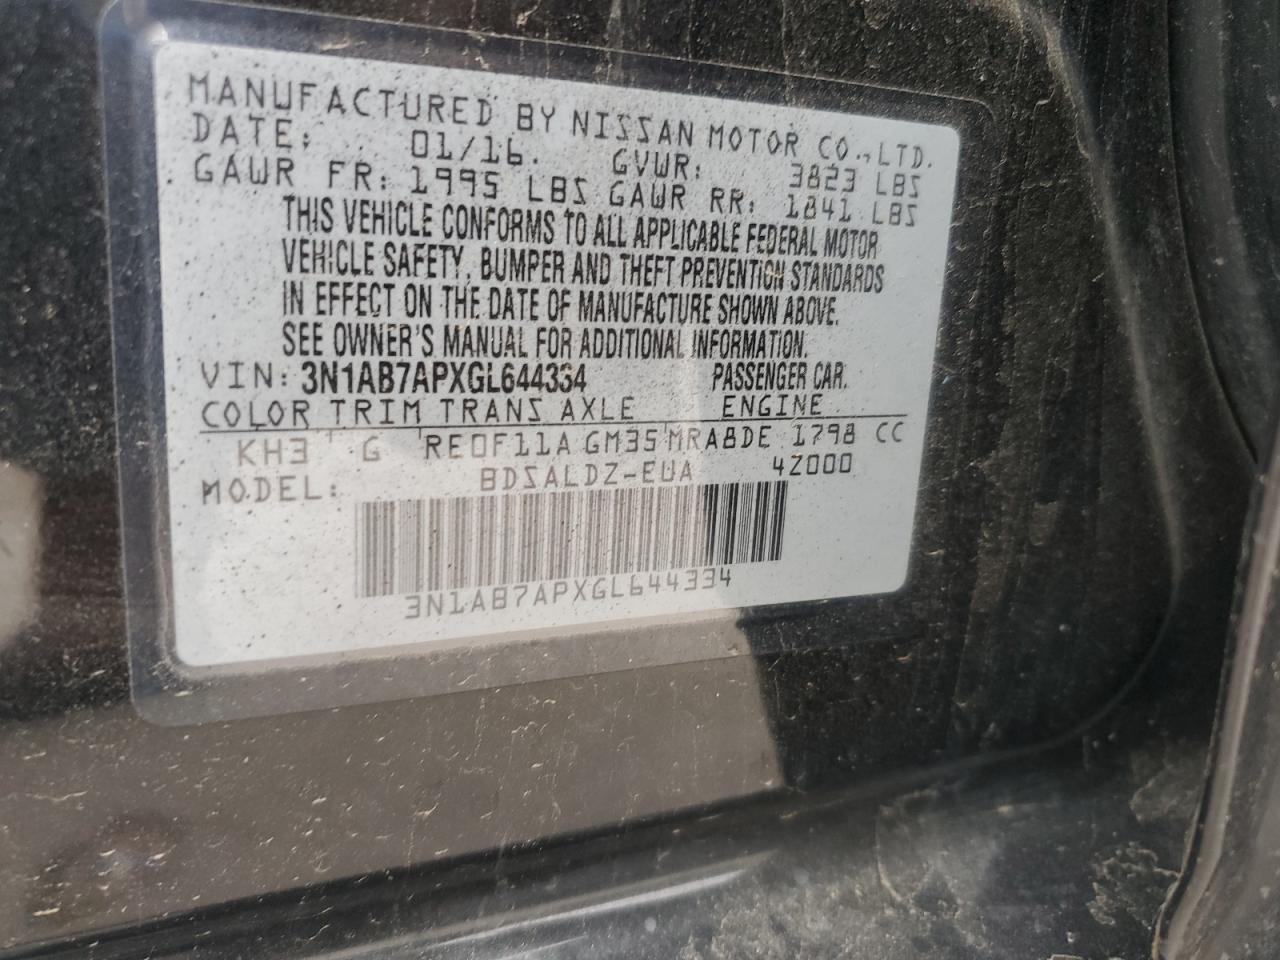 MANUFACTURED BY NISSAN MOTOR CO.,LTD.
DATE: 01/16. GVWR: 3823 LBS
GAWR FR: 1995 LBS GAWR RR: 1841 LBS
THIS VEHICLE CONFORMS TO ALL APPLICABLE FEDERAL MOTOR
VEHICLE SAFETY, BUMPER AND THEFT PREVENTION STANDARDS
IN EFFECT ON THE DATE OF MANUFACTURE SHOWN ABOVE.
SEE OWNER'S MANUAL FOR ADDITIONAL INFORMATION.
VIN: 3N1AB7APXGL644334 PASSENGER CAR.
COLOR TRIM TRANS AXLE ENGINE
KH3 G RE0F11A GM35 MRA8DE 1798 CC
MODEL: BDSALDZ-EUA 4Z000
3N1AB7APXGL644334